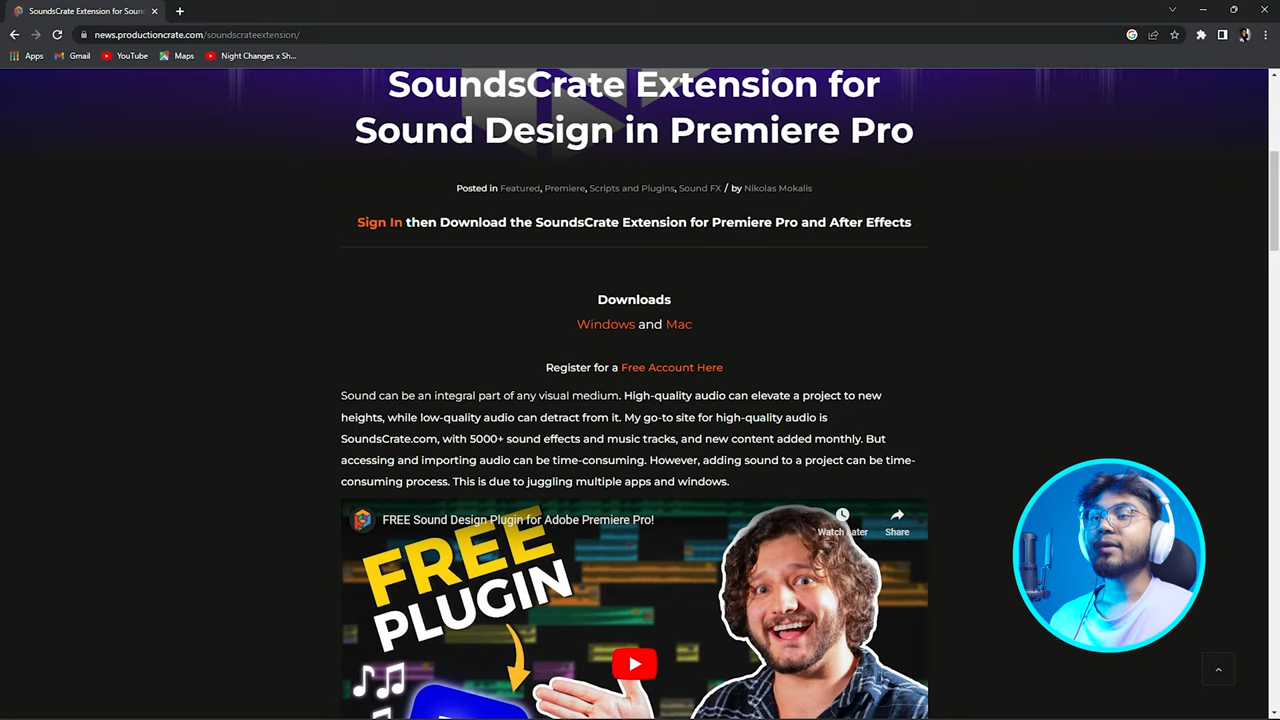 SoundsCrate Extension for Soun
news.productioncrate.com/soundscrateextension/
Apps
Gmail
YouTube
Maps
Night Changes x Sh...
SoundsCrate Extension for
Sound Design in Premiere Pro
Posted in Featured, Premiere, Scripts and Plugins, Sound FX / by Nikolas Mokalis
Sign In then Download the SoundsCrate Extension for Premiere Pro and After Effects
Downloads
Windows and Mac
Register for a Free Account Here
Sound can be an integral part of any visual medium. High-quality audio can elevate a project to new
heights, while low-quality audio can detract from it. My go-to site for high-quality audio is
SoundsCrate.com, with 5000+ sound effects and music tracks, and new content added monthly. But
accessing and importing audio can be time-consuming. However, adding sound to a project can be time-
consuming process. This is due to juggling multiple apps and windows.
FREE Sound Design Plugin for Adobe Premiere Pro!
Watch later
Share
FREE
PLUGIN